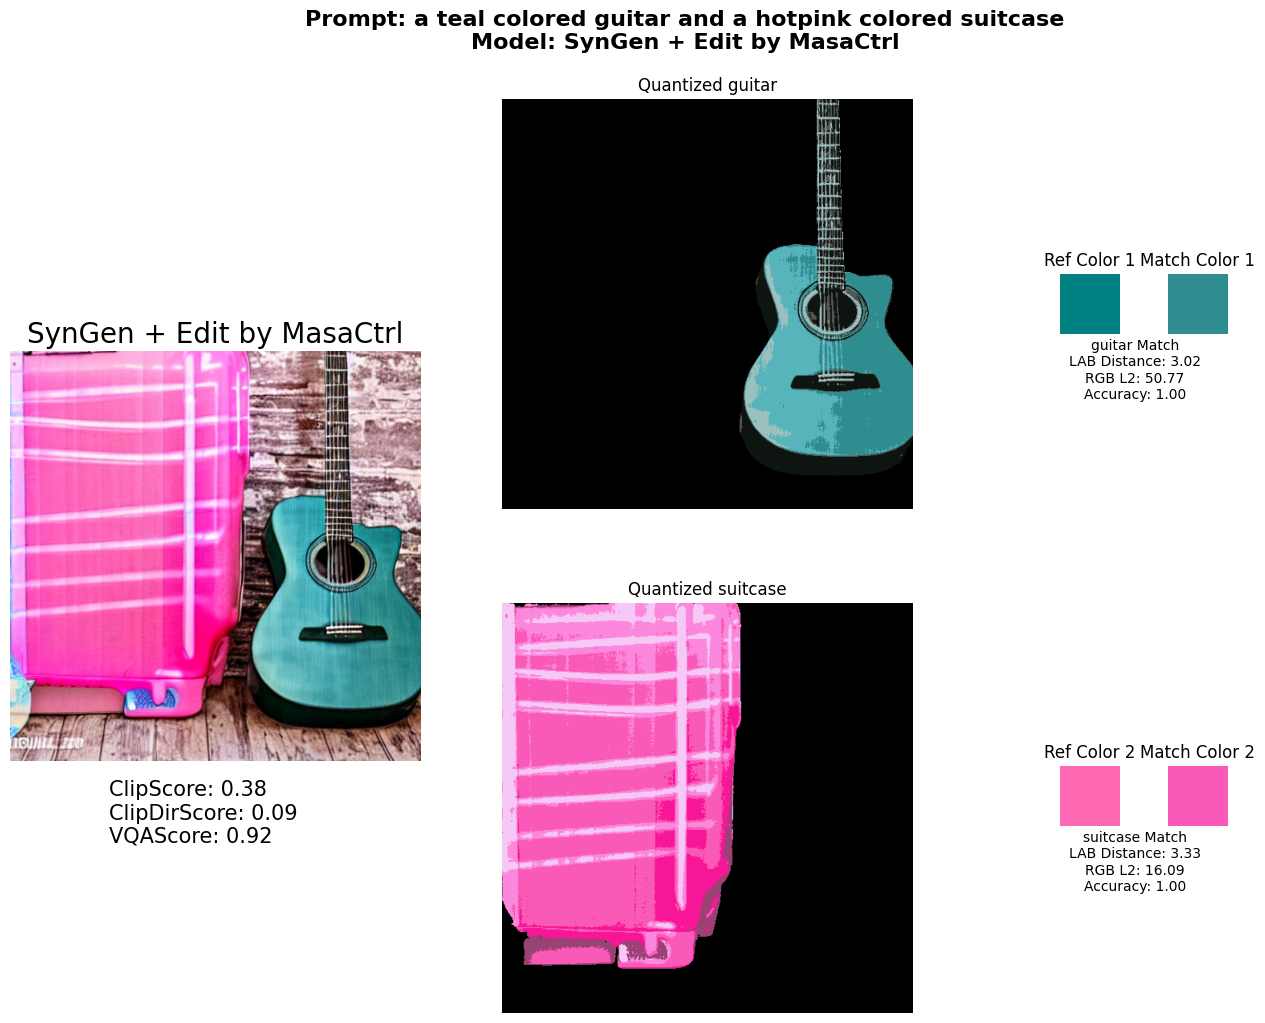 Prompt: a teal colored guitar and a hotpink colored suitcase
Model: SynGen + Edit by MasaCtrl
SynGen + Edit by MasaCtrl
ClipScore: 0.38
ClipDirScore: 0.09
VQAScore: 0.92
Quantized guitar
Ref Color 1 Match Color 1
guitar Match
LAB Distance: 3.02
RGB L2: 50.77
Accuracy: 1.00
Quantized suitcase
Ref Color 2 Match Color 2
suitcase Match
LAB Distance: 3.33
RGB L2: 16.09
Accuracy: 1.00